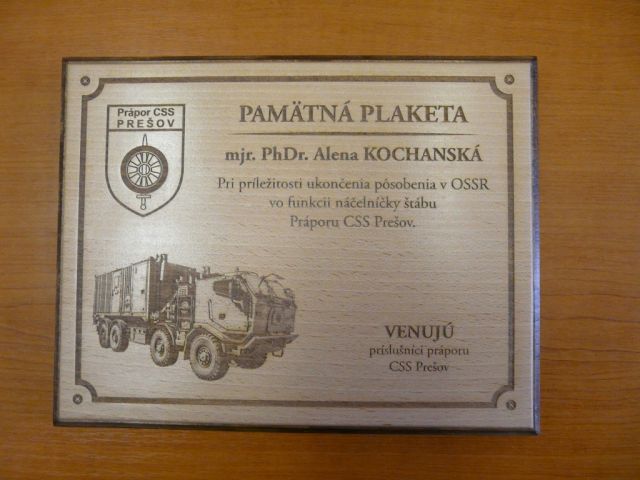 Prápor CSS
PREŠOV
PAMÄTNÁ PLAKETA
mjr. PhDr. Alena KOCHANSKÁ
Pri príležitosti ukončenia pôsobenia v OSSR
vo funkcii náčelníčky štábu
Práporu CSS Prešov.
VENUJÚ
príslušníci práporu
CSS Prešov